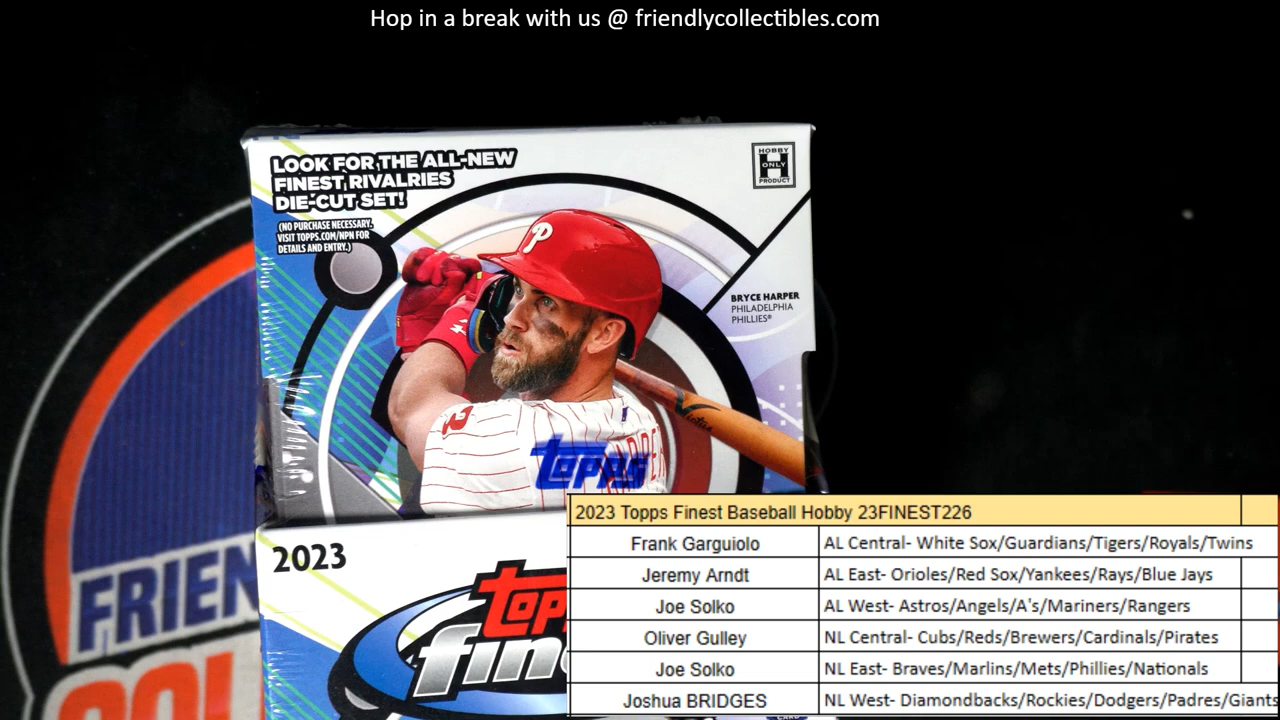 Hop in a break with us @ friendlycollectibles.com
LOOK FOR THE ALL-NEW
FINEST RIVALRIES
DIE-CUT SET!
(NO PURCHASE NECESSARY.
VISIT TOPPS.COM/NPN FOR
DETAILS AND ENTRY.)
HOBBY
H
ONLY
PRODUCT
P
BRYCE HARPER
PHILADELPHIA
PHILLIES®
3
topps
2023
FRIEN
COL
top
fin
2023 Topps Finest Baseball Hobby 23FINEST226
Frank Garguiolo AL Central- White Sox/Guardians/Tigers/Royals/Twins
Jeremy Arndt AL East- Orioles/Red Sox/Yankees/Rays/Blue Jays
Joe Solko AL West- Astros/Angels/A's/Mariners/Rangers
Oliver Gulley NL Central- Cubs/Reds/Brewers/Cardinals/Pirates
Joe Solko NL East- Braves/Marlins/Mets/Phillies/Nationals
Joshua BRIDGES NL West- Diamondbacks/Rockies/Dodgers/Padres/Giants